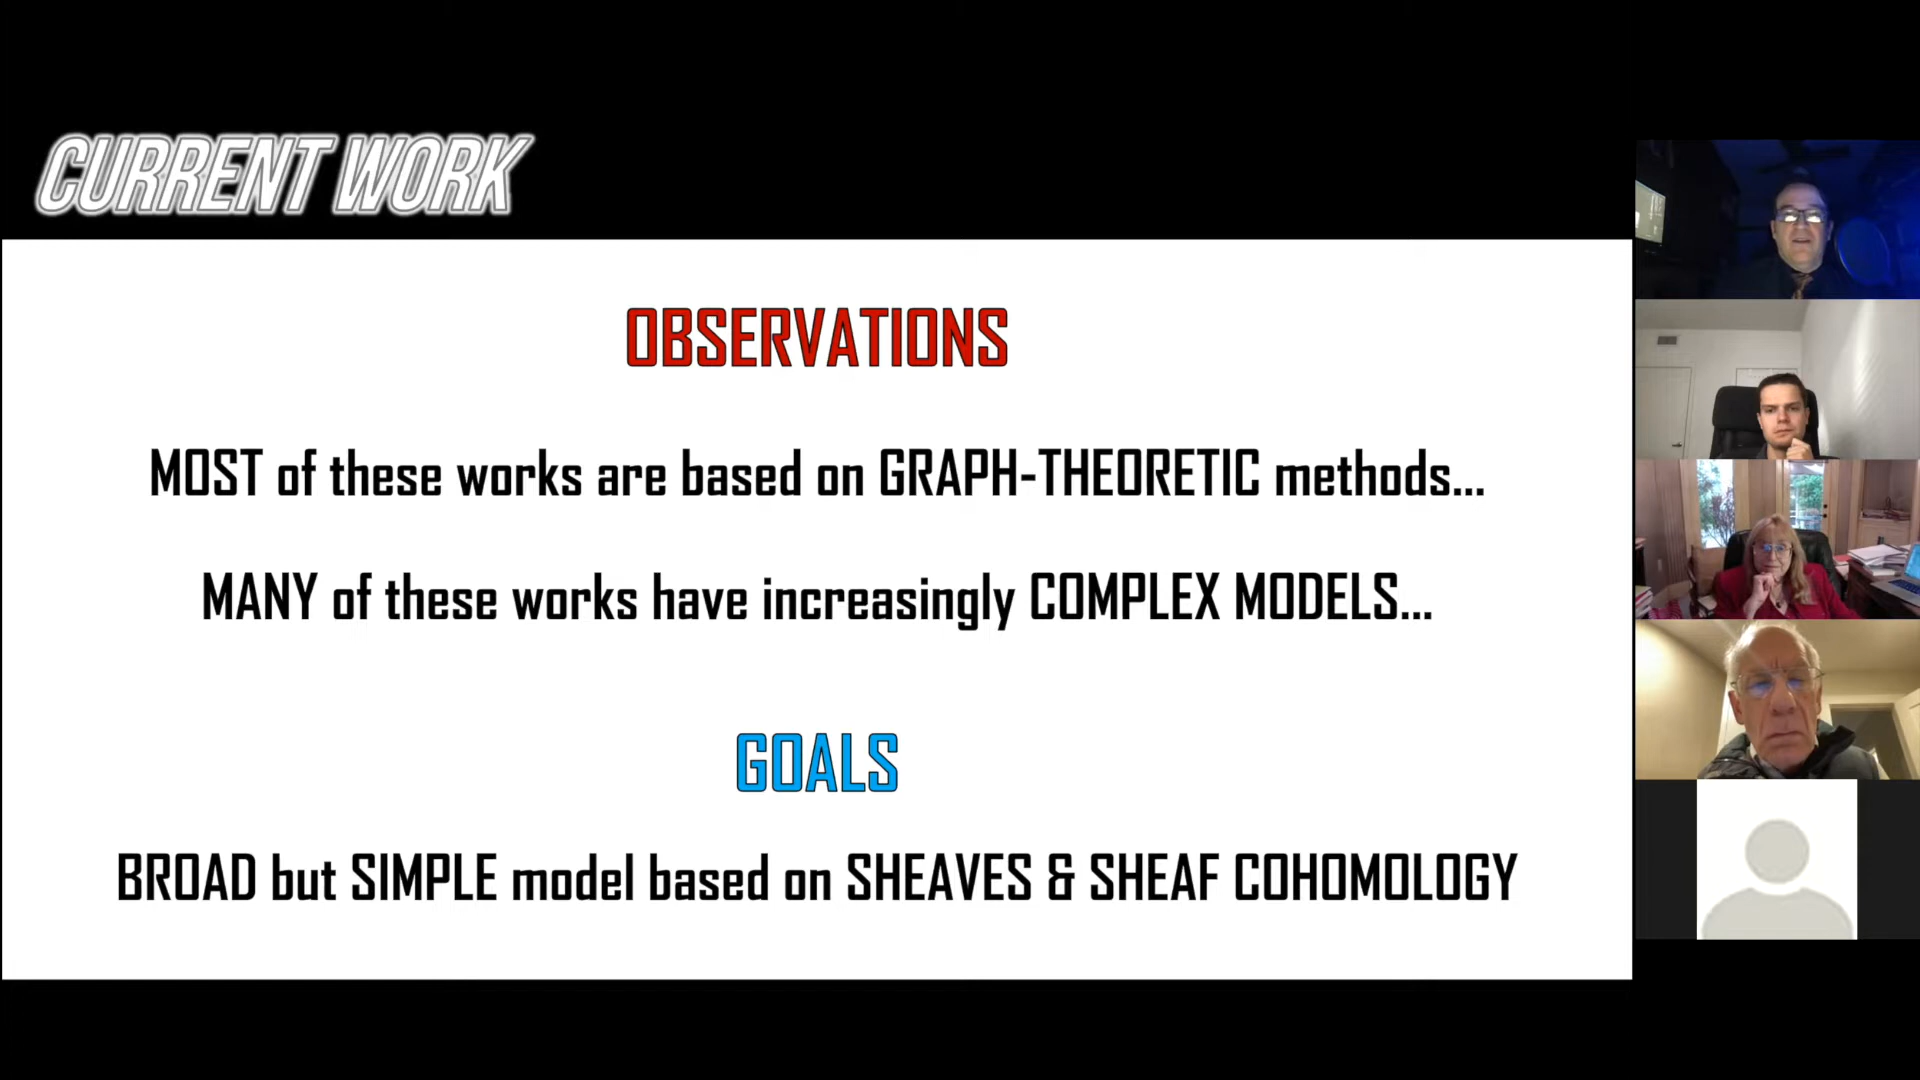 CURRENT WORK
OBSERVATIONS
MOST of these works are based on GRAPH-THEORETIC methods...
MANY of these works have increasingly COMPLEX MODELS...
GOALS
BROAD but SIMPLE model based on SHEAVES & SHEAF COHOMOLOGY